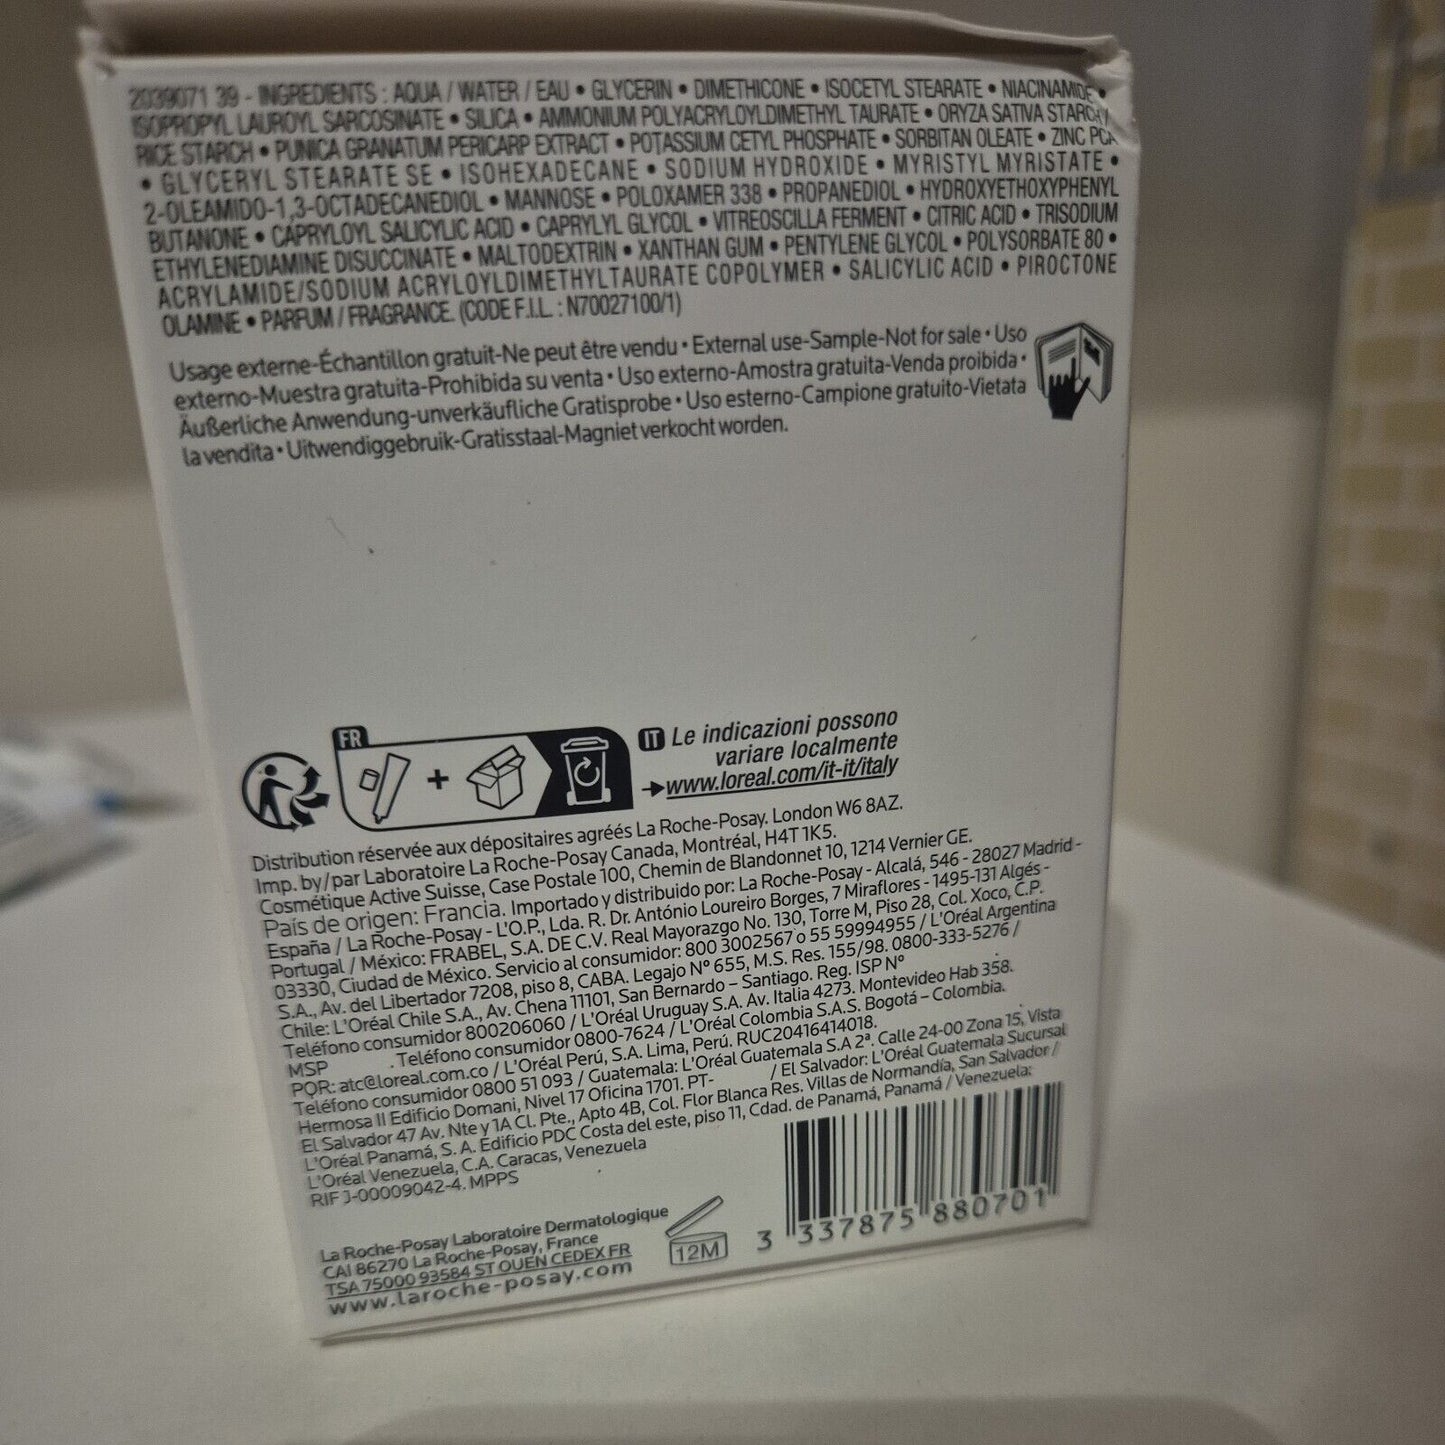 2039071 39 - INGREDIENTS : AQUA / WATER / EAU • GLYCERIN • DIMETHICONE • ISOCETYL STEARATE • NIACINAMIDE •
ISOPROPYL LAUROYL SARCOSINATE • SILICA • AMMONIUM POLYACRYLOYLDIMETHYL TAURATE • ORYZA SATIVA STARCH /
RICE STARCH • PUNICA GRANATUM PERICARP EXTRACT • POTASSIUM CETYL PHOSPHATE • SORBITAN OLEATE • ZINC PCA
• GLYCERYL STEARATE SE • ISOHEXADECANE • SODIUM HYDROXIDE • MYRISTYL MYRISTATE •
2-OLEAMIDO-1,3-OCTADECANEDIOL • MANNOSE • POLOXAMER 338 • PROPANEDIOL • HYDROXYETHOXYPHENYL
BUTANONE • CAPRYLOYL SALICYLIC ACID • CAPRYLYL GLYCOL • VITREOSCILLA FERMENT • CITRIC ACID • TRISODIUM
ETHYLENEDIAMINE DISUCCINATE • MALTODEXTRIN • XANTHAN GUM • PENTYLENE GLYCOL • POLYSORBATE 80 •
ACRYLAMIDE/SODIUM ACRYLOYLDIMETHYLTAURATE COPOLYMER • SALICYLIC ACID • PIROCTONE
OLAMINE • PARFUM / FRAGRANCE. (CODE F.I.L. : N70027100/1)
Usage externe-Échantillon gratuit-Ne peut être vendu • External use-Sample-Not for sale • Uso
externo-Muestra gratuita-Prohibida su venta • Uso externo-Amostra gratuita-Venda proibida •
Äußerliche Anwendung-unverkäufliche Gratisprobe • Uso esterno-Campione gratuito-Vietata
la vendita • Uitwendiggebruik-Gratisstaal-Magniet verkocht worden.
FR
IT Le indicazioni possono
variare localmente
www.loreal.com/it-it/italy
Distribution réservée aux dépositaires agréés La Roche-Posay. London W6 8AZ.
Imp. by/par Laboratoire La Roche-Posay Canada, Montréal, H4T 1K5.
Cosmétique Active Suisse, Case Postale 100, Chemin de Blandonnet 10, 1214 Vernier GE.
País de origen: Francia. Importado y distribuido por: La Roche-Posay - Alcalá, 546 - 28027 Madrid -
España / La Roche-Posay - L'O.P., Lda. R. Dr. António Loureiro Borges, 7 Miraflores - 1495-131 Algés -
Portugal / México: FRABEL, S.A. DE C.V. Real Mayorazgo No. 130, Torre M, Piso 28, Col. Xoco, C.P.
03330, Ciudad de México. Servicio al consumidor: 800 3002567 o 55 59994955 / L'Oréal Argentina
S.A., Av. del Libertador 7208, piso 8, CABA. Legajo Nº 655, M.S. Res. 155/98. 0800-333-5276 /
Chile: L'Oréal Chile S.A., Av. Chena 11101, San Bernardo – Santiago. Reg. ISP Nº
Teléfono consumidor 800206060 / L'Oréal Uruguay S.A. Av. Italia 4273. Montevideo Hab 358.
MSP . Teléfono consumidor 0800-7624 / L'Oréal Colombia S.A.S. Bogotá – Colombia.
PQR: atc@loreal.com.co / L'Oréal Perú, S.A. Lima, Perú. RUC20416414018.
Teléfono consumidor 0800 51 093 / Guatemala: L'Oréal Guatemala S.A 2ª. Calle 24-00 Zona 15, Vista
Hermosa II Edificio Domani, Nivel 17 Oficina 1701. PT- / El Salvador: L'Oréal Guatemala Sucursal
El Salvador 47 Av. Nte y 1A Cl. Pte., Apto 4B, Col. Flor Blanca Res. Villas de Normandía, San Salvador /
L'Oréal Panamá, S. A. Edificio PDC Costa del este, piso 11, Cdad. de Panamá, Panamá / Venezuela:
L'Oréal Venezuela, C.A. Caracas, Venezuela
RIF J-00009042-4. MPPS
La Roche-Posay Laboratoire Dermatologique
CAI 86270 La Roche-Posay, France
TSA 75000 93584 ST OUEN CEDEX FR
www.laroche-posay.com
12M
3 337875 880701